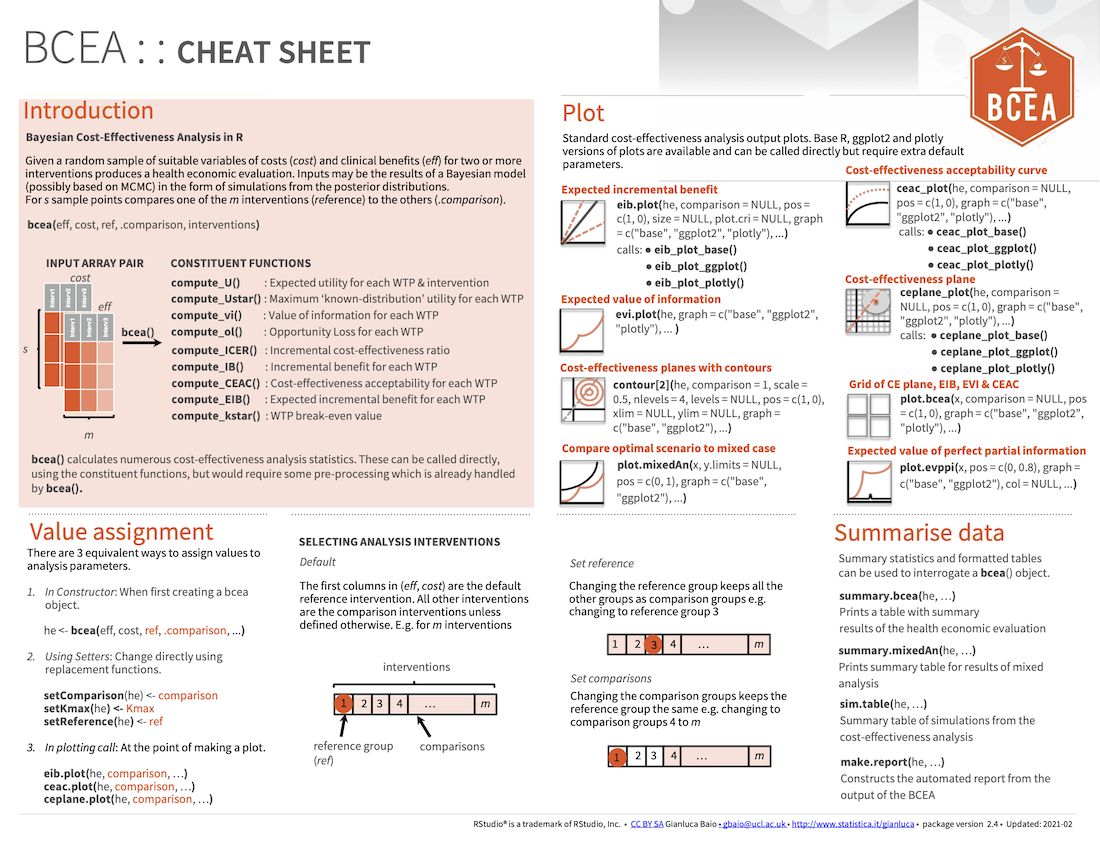 BCEA : : CHEAT SHEET
BCEA
Introduction
Bayesian Cost-Effectiveness Analysis in R
Given a random sample of suitable variables of costs (cost) and clinical benefits (eff) for two or more
interventions produces a health economic evaluation. Inputs may be the results of a Bayesian model
(possibly based on MCMC) in the form of simulations from the posterior distributions.
For s sample points compares one of the m interventions (reference) to the others (.comparison).
bcea(eff, cost, ref, .comparison, interventions)
INPUT ARRAY PAIR
cost
Interv1
Interv2
Interv3
eff
Interv1
Interv2
Interv3
s
m
bcea()
CONSTITUENT FUNCTIONS
compute_U() : Expected utility for each WTP & intervention
compute_Ustar() : Maximum ‘known-distribution’ utility for each WTP
compute_vi() : Value of information for each WTP
compute_ol() : Opportunity Loss for each WTP
compute_ICER() : Incremental cost-effectiveness ratio
compute_IB() : Incremental benefit for each WTP
compute_CEAC() : Cost-effectiveness acceptability for each WTP
compute_EIB() : Expected incremental benefit for each WTP
compute_kstar() : WTP break-even value
bcea() calculates numerous cost-effectiveness analysis statistics. These can be called directly,
using the constituent functions, but would require some pre-processing which is already handled
by bcea().
Plot
Standard cost-effectiveness analysis output plots. Base R, ggplot2 and plotly
versions of plots are available and can be called directly but require extra default
parameters.
Expected incremental benefit
eib.plot(he, comparison = NULL, pos =
c(1, 0), size = NULL, plot.cri = NULL, graph
= c("base", "ggplot2", "plotly"), ...)
calls: • eib_plot_base()
• eib_plot_ggplot()
• eib_plot_plotly()
Expected value of information
evi.plot(he, graph = c("base", "ggplot2",
"plotly"), ... )
Cost-effectiveness planes with contours
contour[2](he, comparison = 1, scale =
0.5, nlevels = 4, levels = NULL, pos = c(1, 0),
xlim = NULL, ylim = NULL, graph =
c("base", "ggplot2"), ...)
Compare optimal scenario to mixed case
plot.mixedAn(x, y.limits = NULL,
pos = c(0, 1), graph = c("base",
"ggplot2"), ...)
Cost-effectiveness acceptability curve
ceac_plot(he, comparison = NULL,
pos = c(1, 0), graph = c("base",
"ggplot2", "plotly"), ...)
calls: • ceac_plot_base()
• ceac_plot_ggplot()
• ceac_plot_plotly()
Cost-effectiveness plane
ceplane_plot(he, comparison =
NULL, pos = c(1, 0), graph = c("base",
"ggplot2", "plotly"), ...)
calls: • ceplane_plot_base()
• ceplane_plot_ggplot()
• ceplane_plot_plotly()
Grid of CE plane, EIB, EVI & CEAC
plot.bcea(x, comparison = NULL, pos
= c(1, 0), graph = c("base", "ggplot2",
"plotly"), ...)
Expected value of perfect partial information
plot.evppi(x, pos = c(0, 0.8), graph =
c("base", "ggplot2"), col = NULL, ...)
Value assignment
There are 3 equivalent ways to assign values to
analysis parameters.
1. In Constructor: When first creating a bcea
object.
he <- bcea(eff, cost, ref, .comparison, ...)
2. Using Setters: Change directly using
replacement functions.
setComparison(he) <- comparison
setKmax(he) <- Kmax
setReference(he) <- ref
3. In plotting call: At the point of making a plot.
eib.plot(he, comparison, …)
ceac.plot(he, comparison, …)
ceplane.plot(he, comparison, …)
SELECTING ANALYSIS INTERVENTIONS
Default
The first columns in (eff, cost) are the default
reference intervention. All other interventions
are the comparison interventions unless
defined otherwise. E.g. for m interventions
interventions
1 2 3 4 … m
reference group
(ref)
comparisons
Set reference
Changing the reference group keeps all the
other groups as comparison groups e.g.
changing to reference group 3
1 2 3 4 … m
Set comparisons
Changing the comparison groups keeps the
reference group the same e.g. changing to
comparison groups 4 to m
1 2 3 4 … m
Summarise data
Summary statistics and formatted tables
can be used to interrogate a bcea() object.
summary.bcea(he, …)
Prints a table with summary
results of the health economic evaluation
summary.mixedAn(he, …)
Prints summary table for results of mixed
analysis
sim.table(he, …)
Summary table of simulations from the
cost-effectiveness analysis
make.report(he, …)
Constructs the automated report from the
output of the BCEA
RStudio® is a trademark of RStudio, Inc. • CC BY SA Gianluca Baio • gbaio@ucl.ac.uk • http://www.statistica.it/gianluca • package version 2.4 • Updated: 2021-02